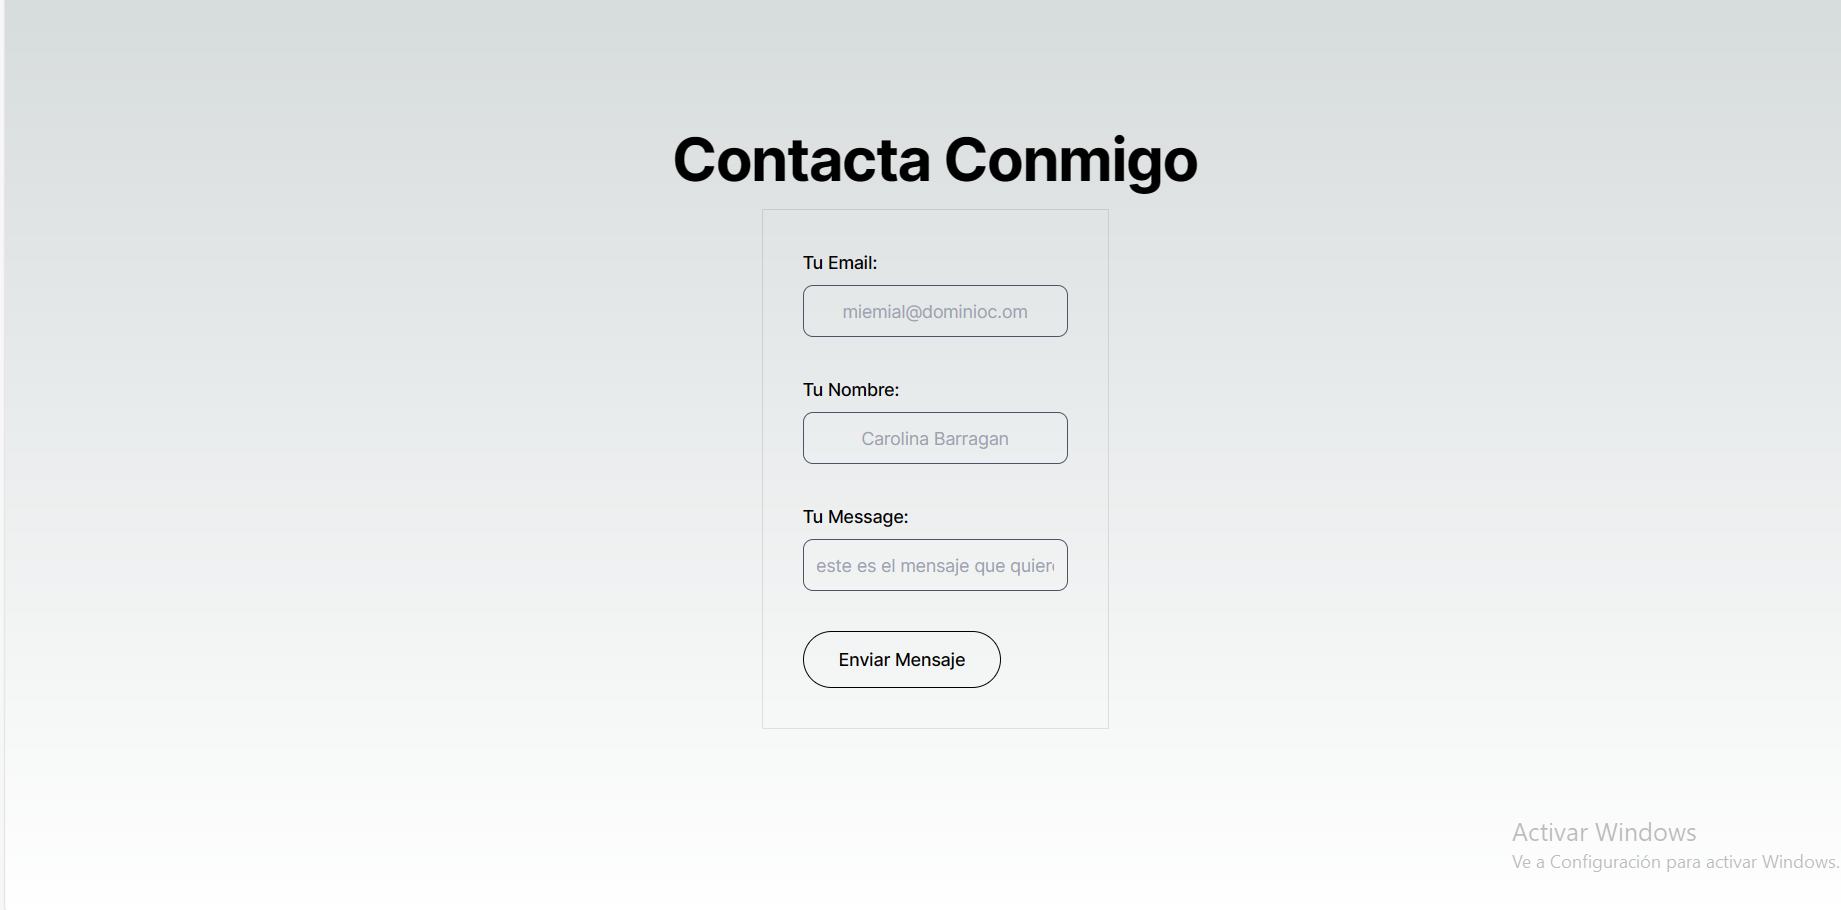 Contacta Conmigo
Tu Email:
miemial@dominioc.om
Tu Nombre:
Carolina Barragan
Tu Message:
este es el mensaje que quier
Enviar Mensaje
Activar Windows
Ve a Configuración para activar Windows.